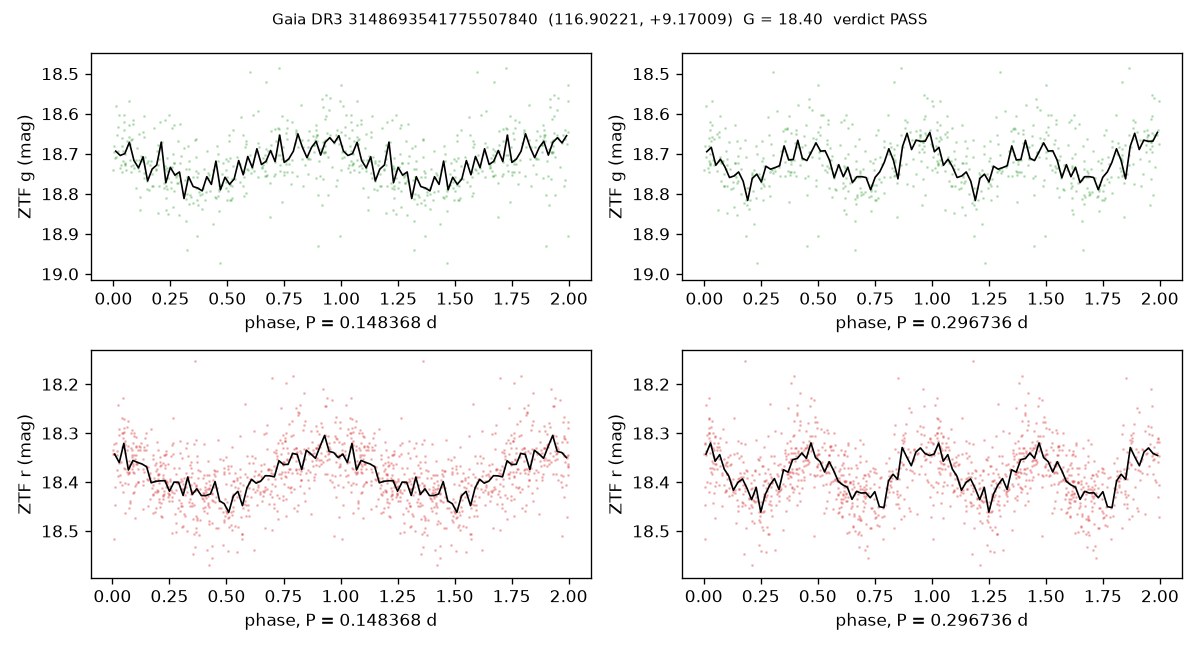 Gaia DR3 3148693541775507840 (116.90221, +9.17009) G = 18.40 verdict PASS
ZTF g (mag)
18.5
18.6
18.7
18.8
18.9
19.0
0.00 0.25 0.50 0.75 1.00 1.25 1.50 1.75 2.00
phase, P = 0.148368 d
ZTF g (mag)
18.5
18.6
18.7
18.8
18.9
19.0
0.00 0.25 0.50 0.75 1.00 1.25 1.50 1.75 2.00
phase, P = 0.296736 d
ZTF r (mag)
18.2
18.3
18.4
18.5
0.00 0.25 0.50 0.75 1.00 1.25 1.50 1.75 2.00
phase, P = 0.148368 d
ZTF r (mag)
18.2
18.3
18.4
18.5
0.00 0.25 0.50 0.75 1.00 1.25 1.50 1.75 2.00
phase, P = 0.296736 d